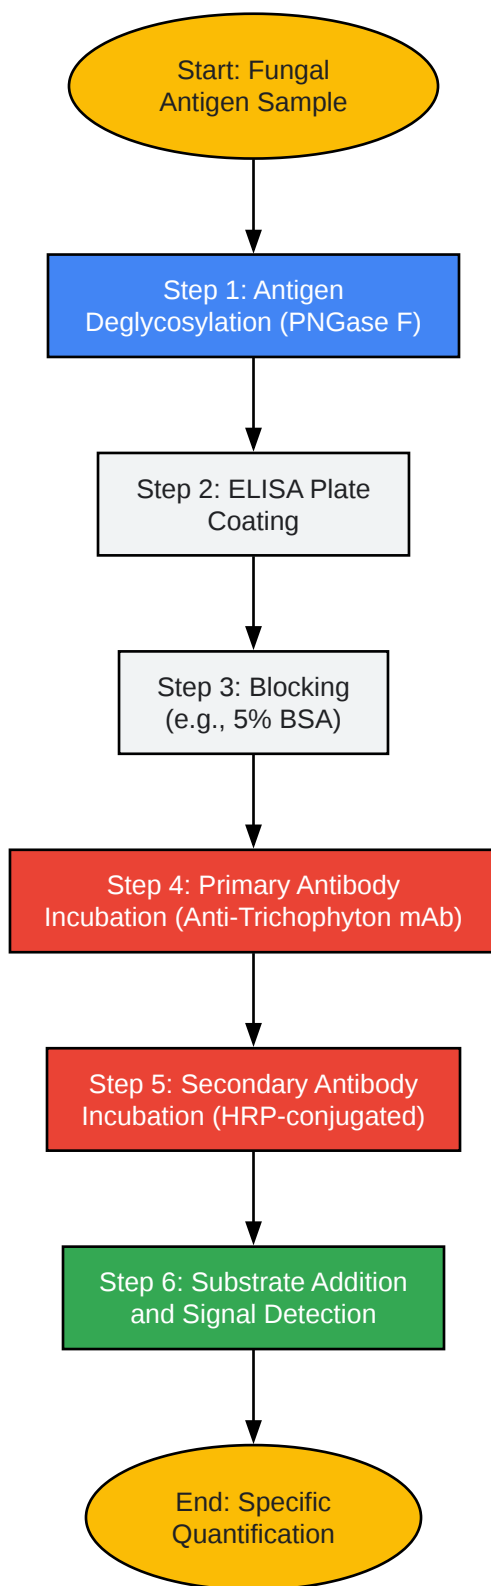 Start: Fungal
Antigen Sample
Step 1: Antigen
Deglycosylation (PNGase F)
Step 2: ELISA Plate
Coating
Step 3: Blocking
(e.g., 5% BSA)
Step 4: Primary Antibody
Incubation (Anti-Trichophyton mAb)
Step 5: Secondary Antibody
Incubation (HRP-conjugated)
Step 6: Substrate Addition
and Signal Detection
End: Specific
Quantification